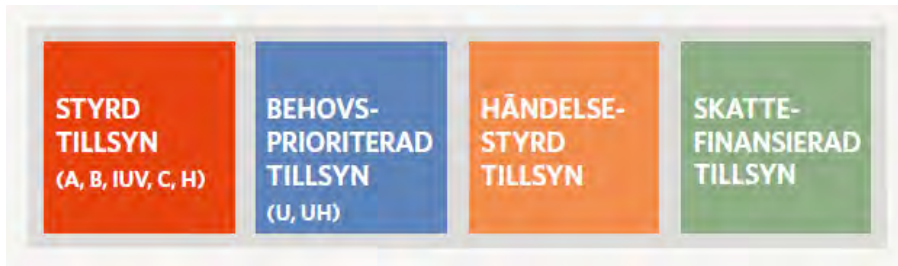 STYRD
TILLSYN
(A, B, IUV, C, H)
BEHOVS-
PRIORITERAD
TILLSYN
(U, UH)
HÄNDELSE-
STYRD
TILLSYN
SKATTE-
FINANSIERAD
TILLSYN